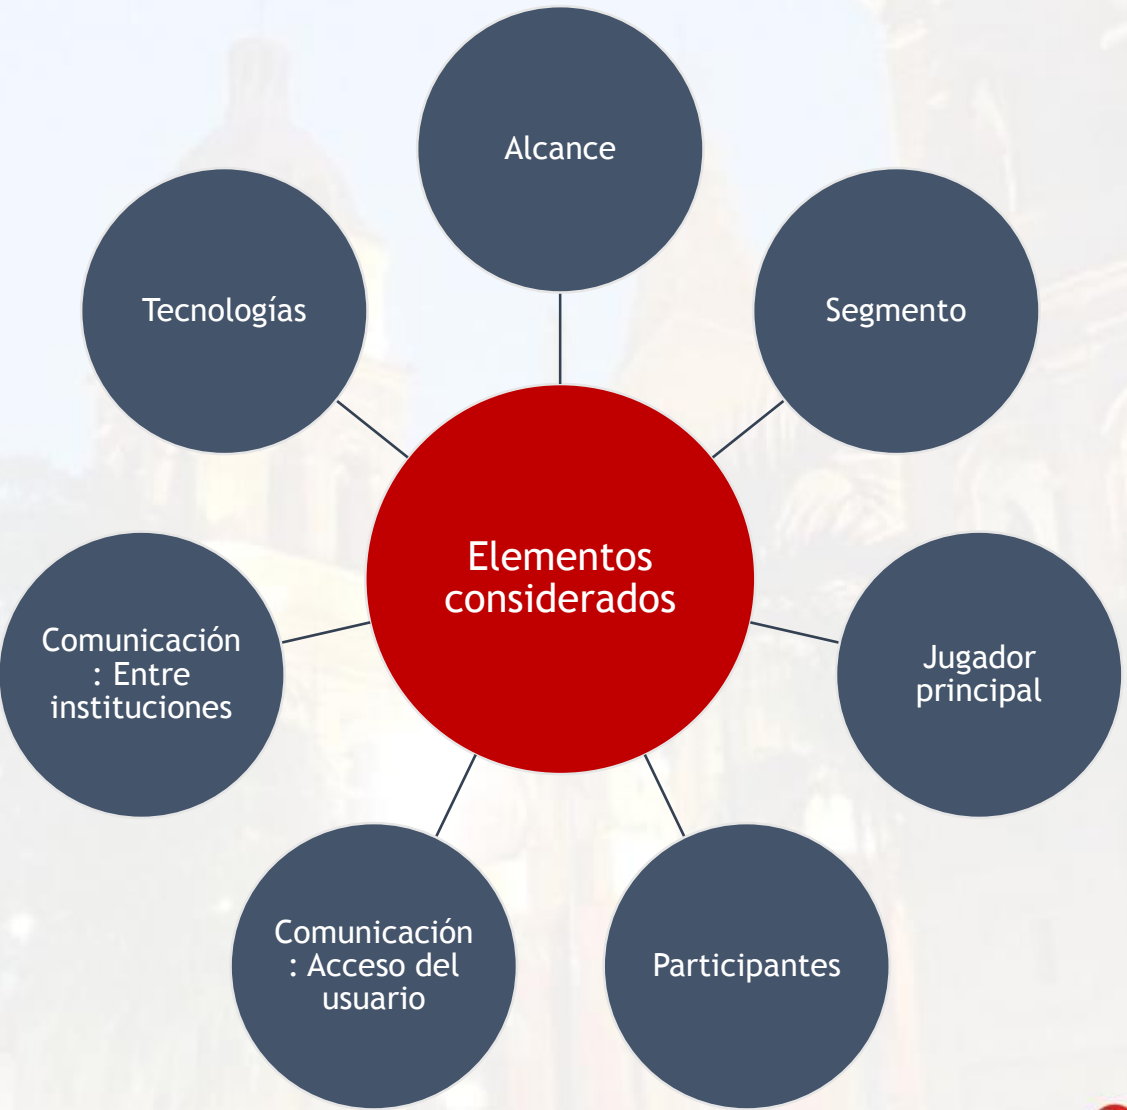 Alcance
Segmento
Jugador
principal
Participantes
Comunicación
: Acceso del
usuario
Comunicación
: Entre
instituciones
Tecnologías
Elementos
considerados